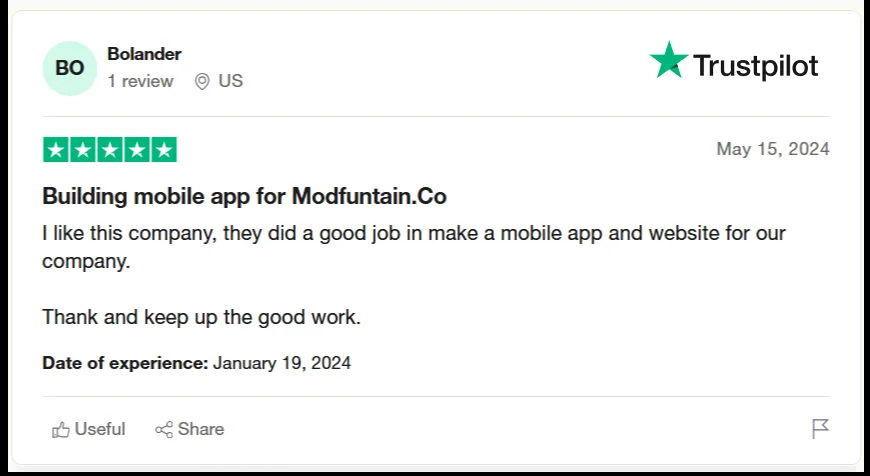 BO
Bolander
1 review US
Trustpilot
May 15, 2024
Building mobile app for Modfuntain.Co
I like this company, they did a good job in make a mobile app and website for our
company.
Thank and keep up the good work.
Date of experience: January 19, 2024
Useful Share